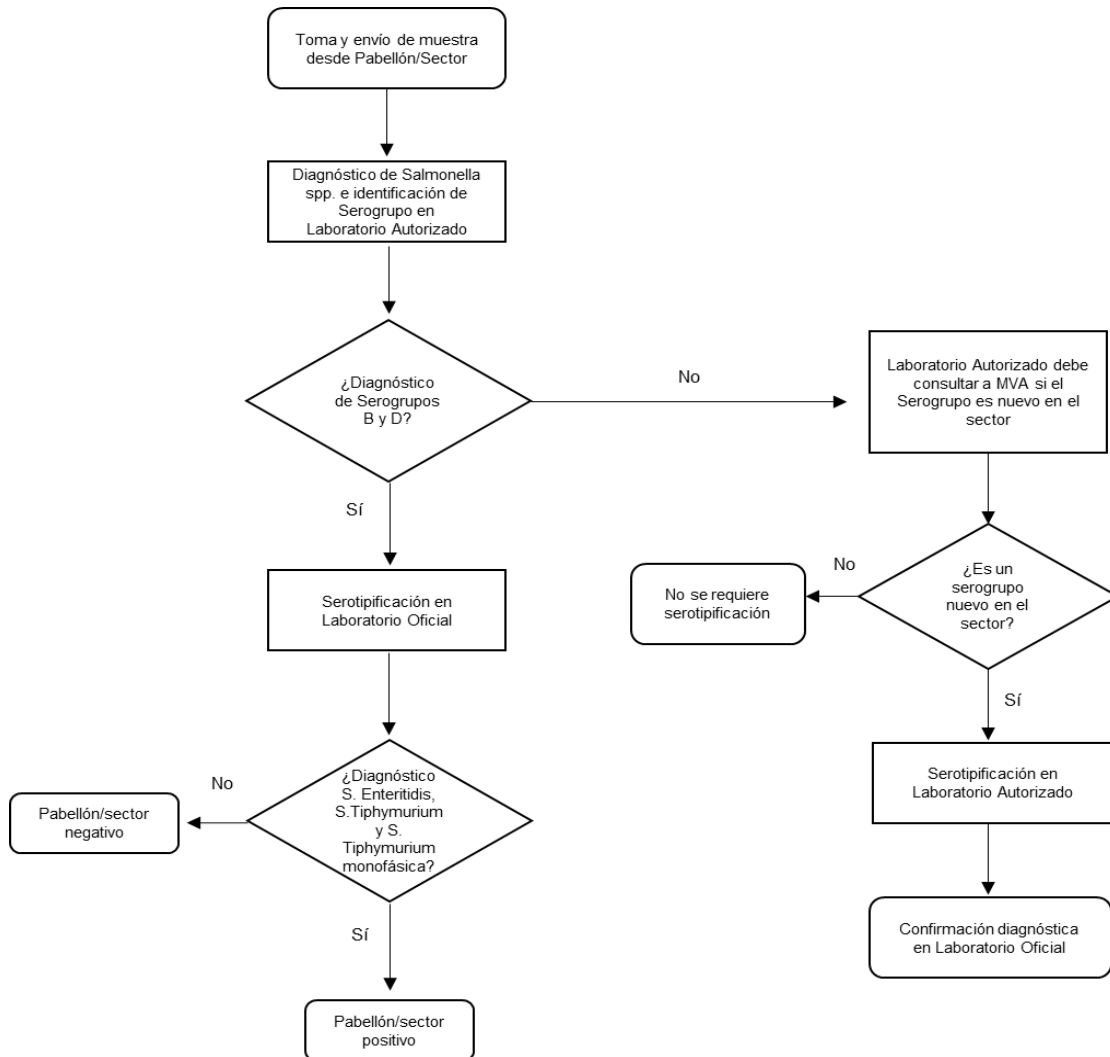 Toma y envío de muestra
desde Pabellón/Sector
Diagnóstico de Salmonella
spp. e identificación de
Serogrupo en
Laboratorio Autorizado
¿Diagnóstico
de Serogrupos
B y D?
No
Laboratorio Autorizado debe
consultar a MVA si el
Serogrupo es nuevo en el
sector
Sí
Serotipificación en
Laboratorio Oficial
No se requiere
serotipificación
No
¿Es un
serogrupo
nuevo en el
sector?
Sí
Serotipificación en
Laboratorio Autorizado
Confirmación diagnóstica
en Laboratorio Oficial
¿Diagnóstico
S. Enteritidis,
S.Tiphymurium
y S.
Tiphymurium
monofásica?
No
Pabellón/sector
negativo
Sí
Pabellón/sector
positivo